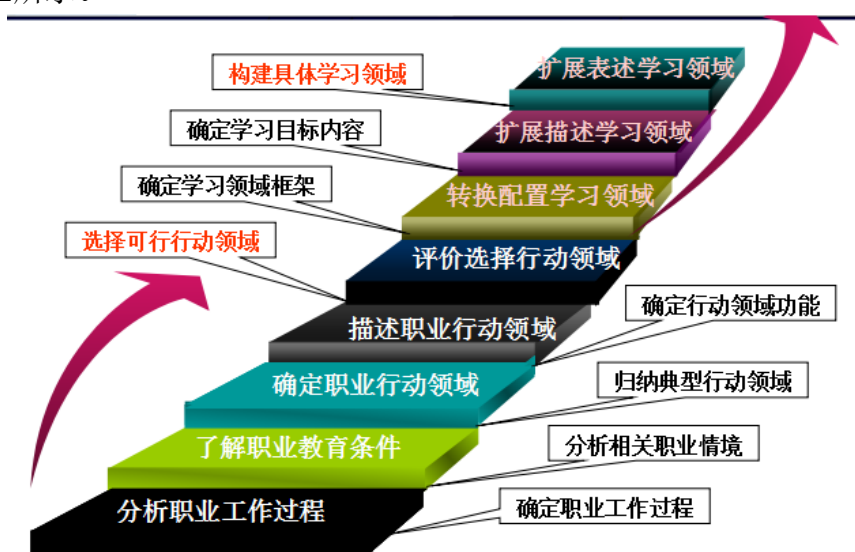 构建具体学习领域
扩展表述学习领域
确定学习目标内容
扩展描述学习领域
确定学习领域框架
转换配置学习领域
选择可行行动领域
评价选择行动领域
确定行动领域功能
描述职业行动领域
归纳典型行动领域
确定职业行动领域
分析相关职业情境
了解职业教育条件
确定职业工作过程
分析职业工作过程